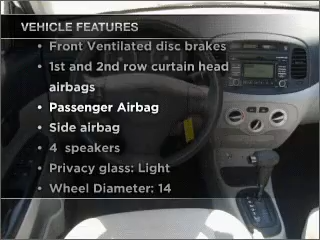 VEHICLE FEATURES
• Front Ventilated disc brakes
• 1st and 2nd row curtain head
airbags
• Passenger Airbag
• Side airbag
• 4 speakers
• Privacy glass: Light
• Wheel Diameter: 14